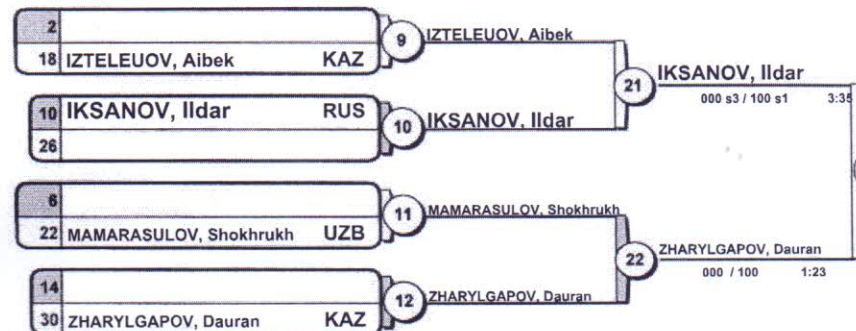 2
18 IZTELEUOV, Aibek KAZ
9
IZTELEUOV, Aibek
10 IKSANOV, Ildar RUS
26
10
IKSANOV, Ildar
21
IKSANOV, Ildar
000 s3 / 100 s1 3:35
6
22 MAMARASULOV, Shokhrukh UZB
11
MAMARASULOV, Shokhrukh
14
30 ZHARYLGAPOV, Dauran KAZ
12
ZHARYLGAPOV, Dauran
22
ZHARYLGAPOV, Dauran
000 / 100 1:23